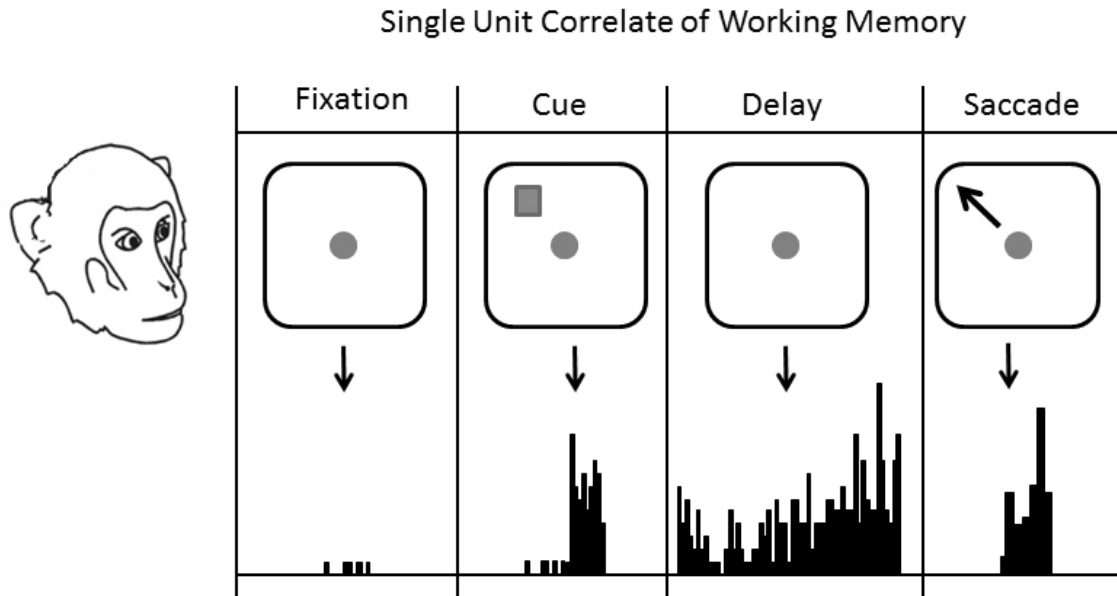 Single Unit Correlate of Working Memory
Fixation
Cue
Delay
Saccade